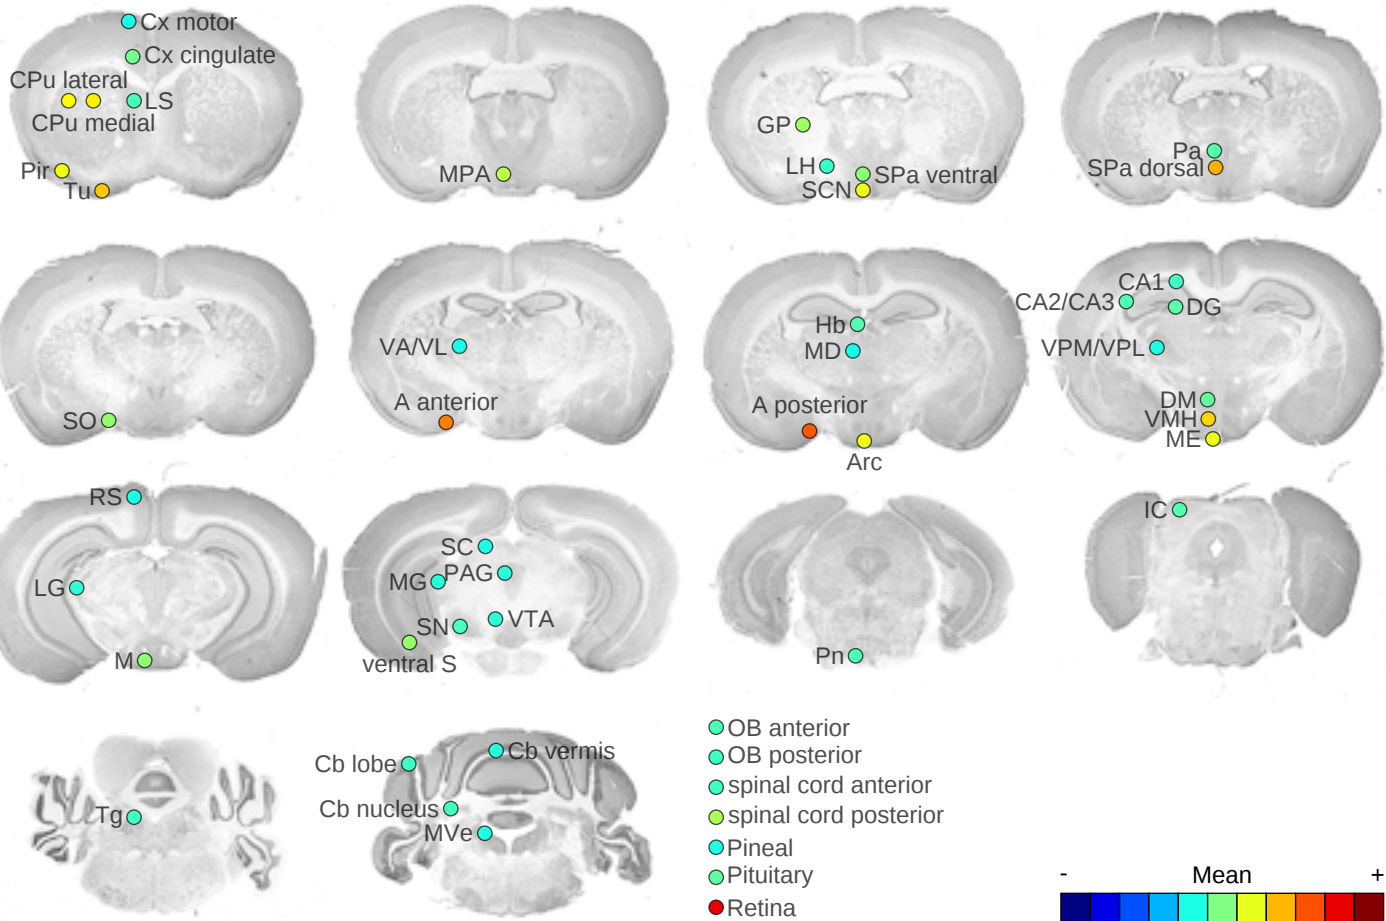 Cx motor
Cx cingulate
CPu lateral
LS
CPu medial
Pir
Tu
MPA
GP
LH
SPa ventral
SCN
Pa
SPa dorsal
SO
VA/VL
A anterior
Hb
MD
A posterior
Arc
CA1
CA2/CA3
DG
VPM/VPL
DM
VMH
ME
RS
LG
M
SC
MG
PAG
SN
VTA
ventral S
Pn
IC
Tg
Cb lobe
Cb vermis
Cb nucleus
MVe
OB anterior
OB posterior
spinal cord anterior
spinal cord posterior
Pineal
Pituitary
Retina
- Mean +